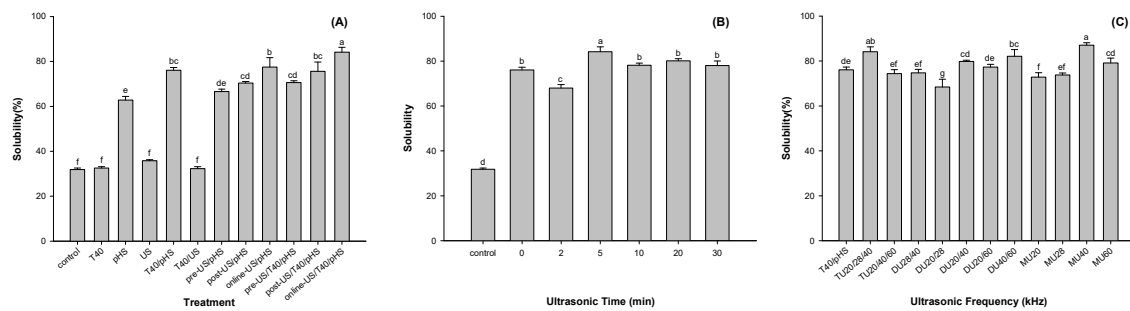 (A)
Solubility(%)
100
80
60
40
20
0
f
f
e
f
bc
f
de
cd
b
cd
bc
a
control
T40
pHS
US
T40/pHS
T40/US
pre-US/pHS
post-US/pHS
online-US/pHS
pre-US/T40/pHS
post-US/T40/pHS
online-US/T40/pHS
Treatment
(B)
Solubility
100
80
60
40
20
0
d
b
c
a
b
b
b
control 0 2 5 10 20 30
Ultrasonic Time (min)
(C)
Solubility(%)
100
80
60
40
20
0
de
ab
ef
ef
g
cd
de
bc
f
ef
a
cd
T40/pHS
TU20/28/40
TU20/40/60
DU28/40
DU20/28
DU20/40
DU20/60
DU40/60
MU20
MU28
MU40
MU60
Ultrasonic Frequency (kHz)